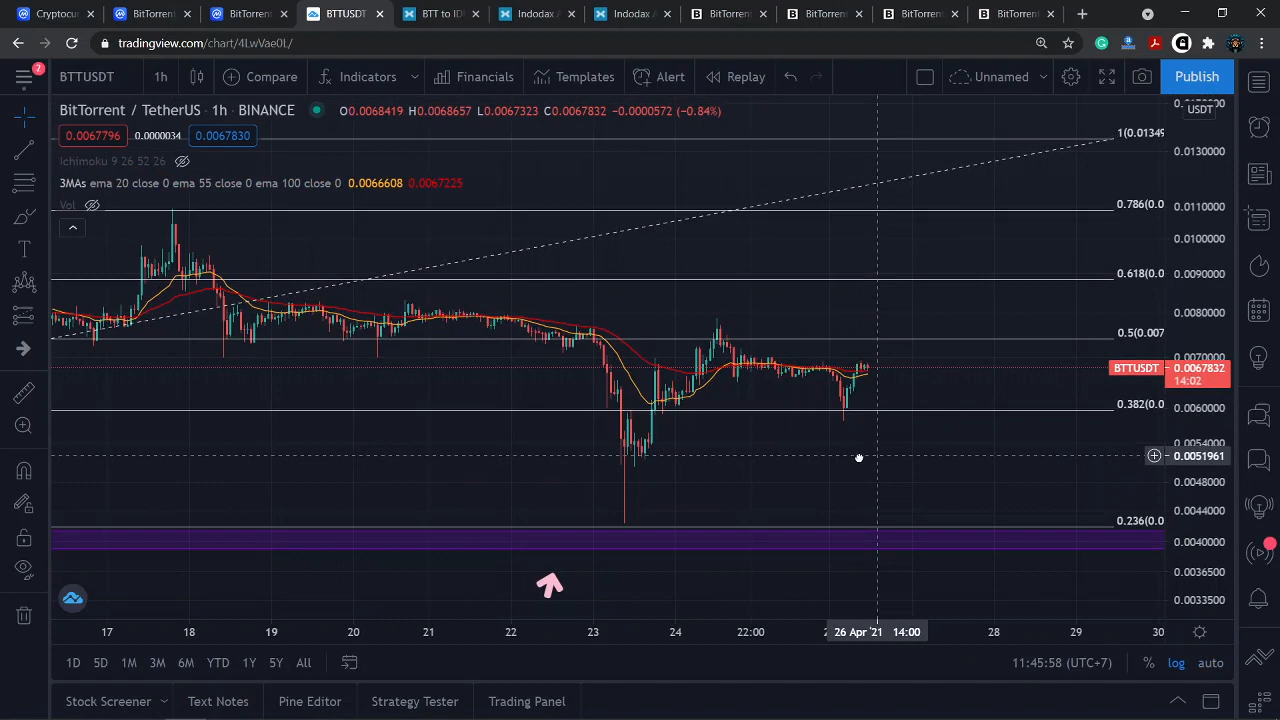 Cryptocu
BitTorrent
BitTorrent
BTTUSDT
BTT to IDR
Indodax
Indodax
BitTorrent
BitTorrent
BitTorrent
BitTorrent
tradingview.com/chart/4LwVae0L/
2
BTTUSDT 1h Compare Indicators Financials Templates Alert Replay Unnamed Publish
BitTorrent / TetherUS · 1h · BINANCE O0.0068419 H0.0068657 L0.0067323 C0.0067832 -0.0000572 (-0.84%)
USDT
0.0067796 0.0000034 0.0067830
1(0.01349
0.0130000
Ichimoku 9 26 52 26
3MAs ema 20 close 0 ema 55 close 0 ema 100 close 0 0.0066608 0.0067225
Vol
0.786(0.0
0.0110000
0.0100000
0.618(0.0
0.0090000
0.0080000
0.5(0.007
0.0070000
BTTUSDT 0.0067832
14:02
0.382(0.0
0.0060000
0.0054000
0.0051961
0.0048000
0.0044000
0.236(0.0
0.0040000
0.0036500
0.0033500
17 18 19 20 21 22 23 24 22:00 26 Apr '21 14:00 28 29 30
1D 5D 1M 3M 6M YTD 1Y 5Y All 11:45:58 (UTC+7) % log auto
Stock Screener Text Notes Pine Editor Strategy Tester Trading Panel